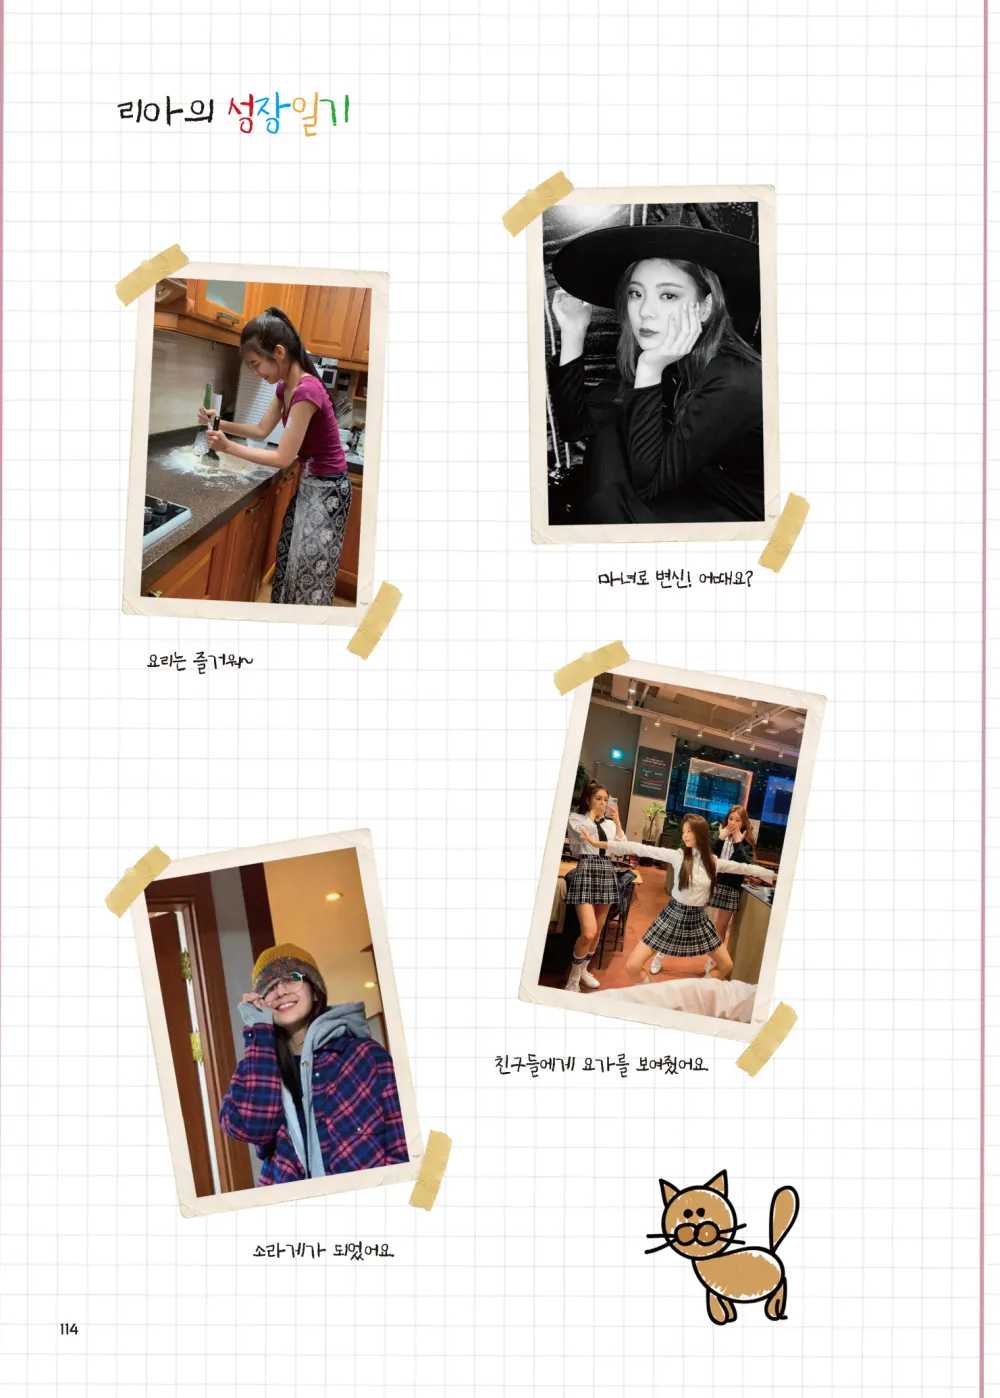 리아의 성장일기
마녀로 변신! 어때요?
요리는 즐거워~
친구들에게 요가를 보여줬어요.
소라게가 되었어요.
114